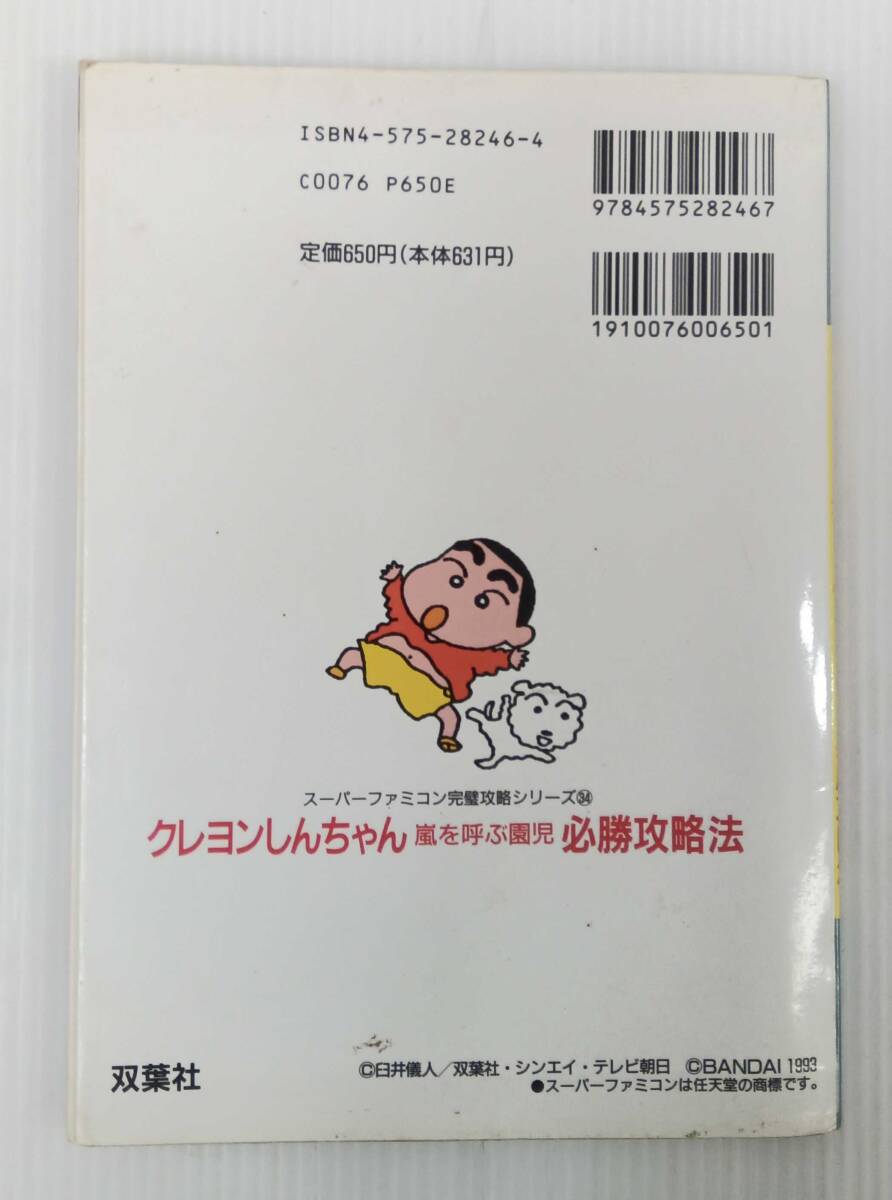 ISBN4-575-28246-4
C0076 P650E
9784575282467
定価650円(本体631円)
1910076006501
スーパーファミコン完璧攻略シリーズ㉞
クレヨンしんちゃん 嵐を呼ぶ園児 必勝攻略法
双葉社
©臼井儀人／双葉社・シンエイ・テレビ朝日 ©BANDAI 1993
●スーパーファミコンは任天堂の商標です。